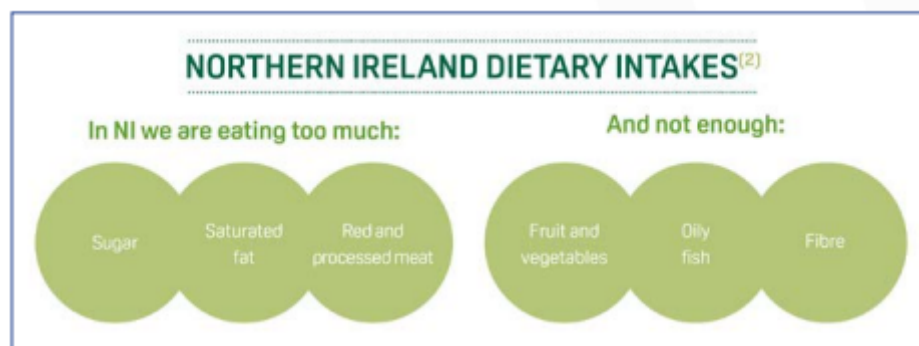 NORTHERN IRELAND DIETARY INTAKES(2)
In NI we are eating too much:
Sugar
Saturated
fat
Red and
processed meat
And not enough:
Fruit and
vegetables
Oily
fish
Fibre